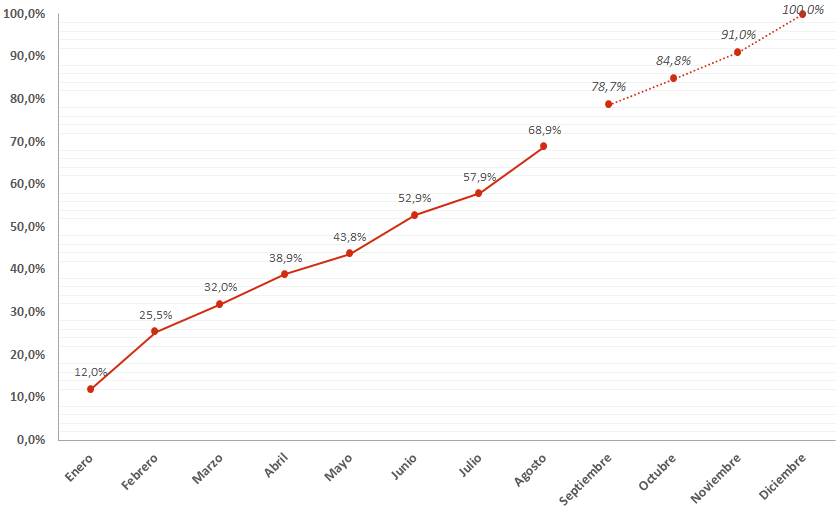 100,0%
90,0%
80,0%
70,0%
60,0%
50,0%
40,0%
30,0%
20,0%
10,0%
0,0%
12,0%
25,5%
32,0%
38,9%
43,8%
52,9%
57,9%
68,9%
78,7%
84,8%
91,0%
100,0%
Enero
Febrero
Marzo
Abril
Mayo
Junio
Julio
Agosto
Septiembre
Octubre
Noviembre
Diciembre